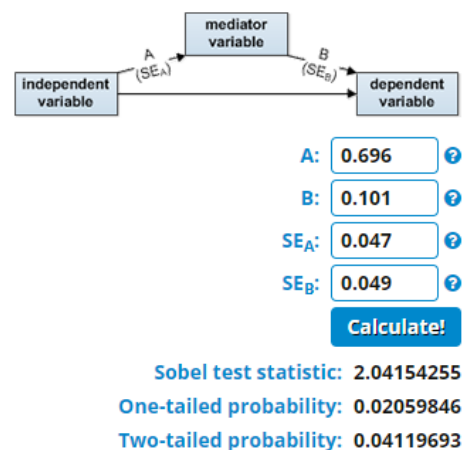 mediator
variable
A
(SEA)
B
(SEB)
independent
variable
dependent
variable
A: 0.696 ?
B: 0.101 ?
SEA: 0.047 ?
SEB: 0.049 ?
Calculate!
Sobel test statistic: 2.04154255
One-tailed probability: 0.02059846
Two-tailed probability: 0.04119693